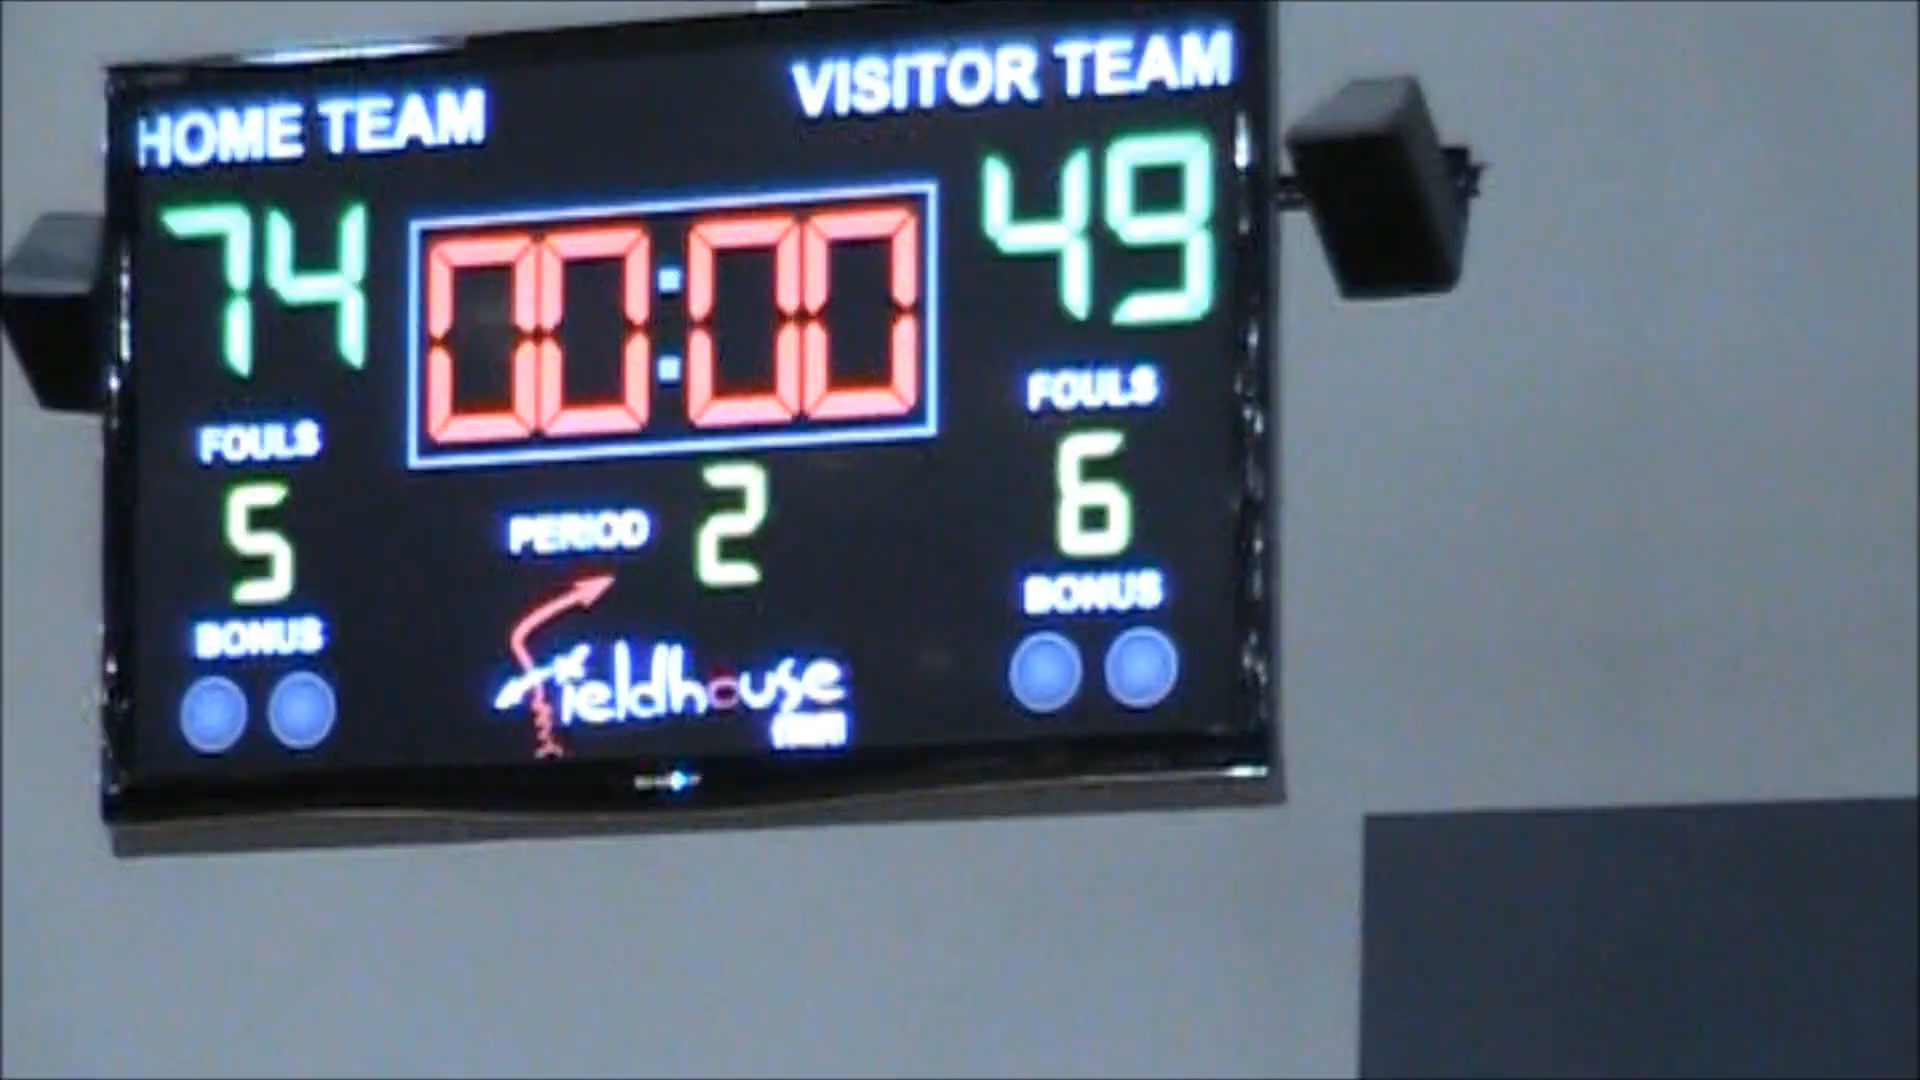 HOME TEAM
VISITOR TEAM
74
00:00
49
FOULS
5
PERIOD 2
FOULS
6
BONUS
BONUS
Fieldhouse